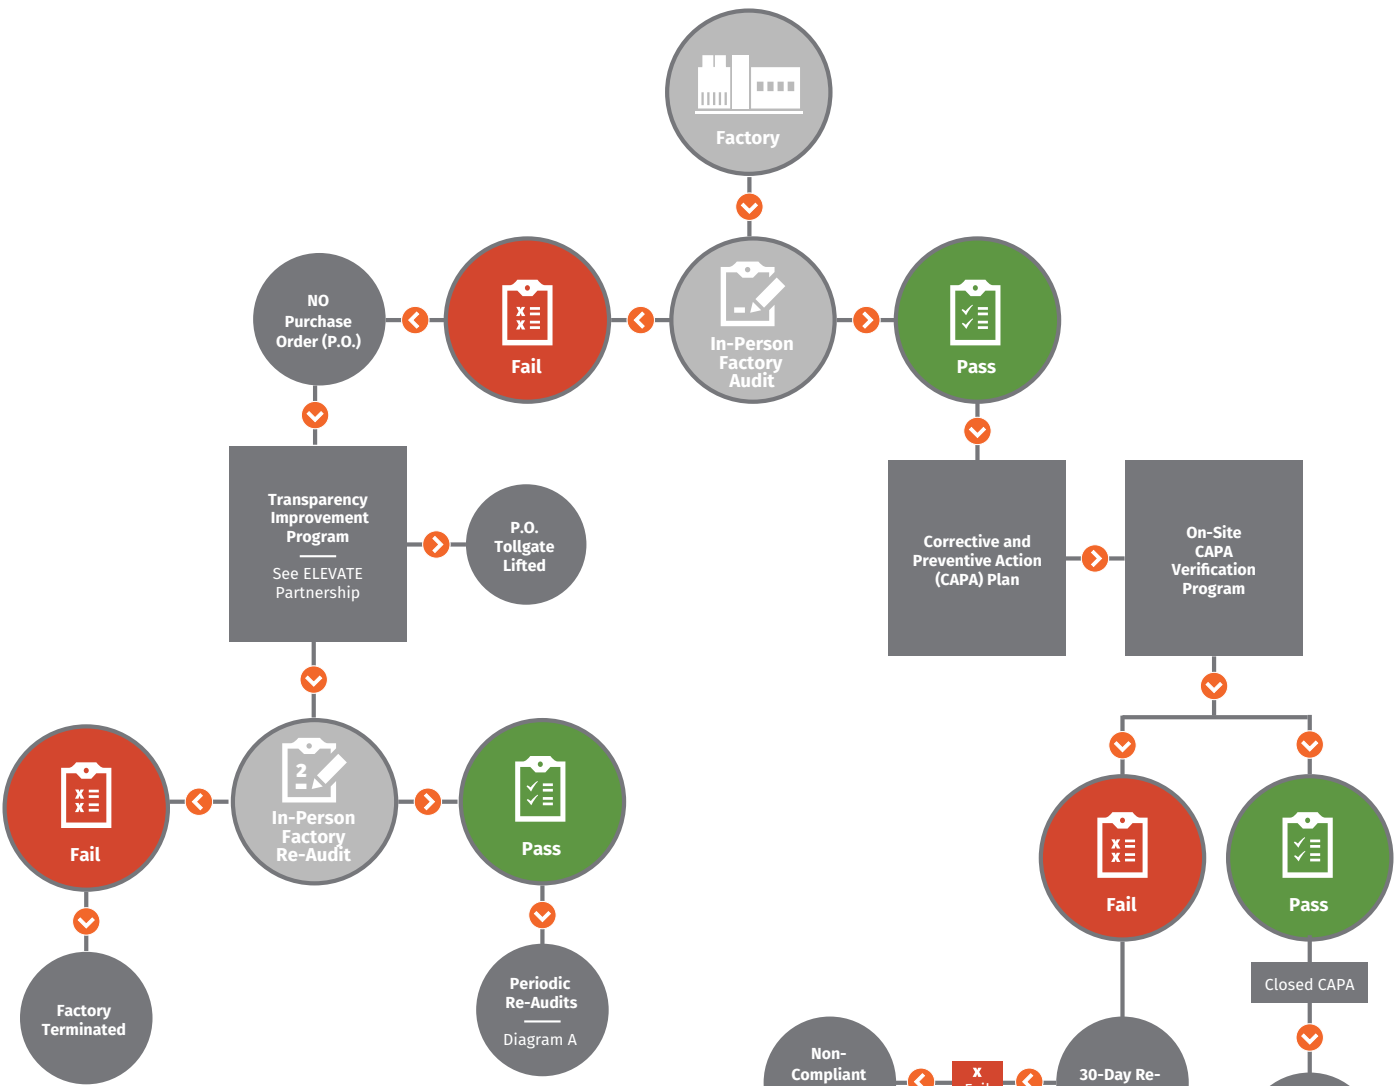 Factory
NO
Purchase
Order (P.O.)
Fail
In-Person
Factory
Audit
Pass
Transparency
Improvement
Program
See ELEVATE
Partnership
P.O.
Tollgate
Lifted
Corrective and
Preventive Action
(CAPA) Plan
On-Site
CAPA
Verification
Program
Fail
2
In-Person
Factory
Re-Audit
Pass
Fail
Pass
Factory
Terminated
Periodic
Re-Audits
Diagram A
Closed CAPA
Non-
Compliant
X
30-Day Re-